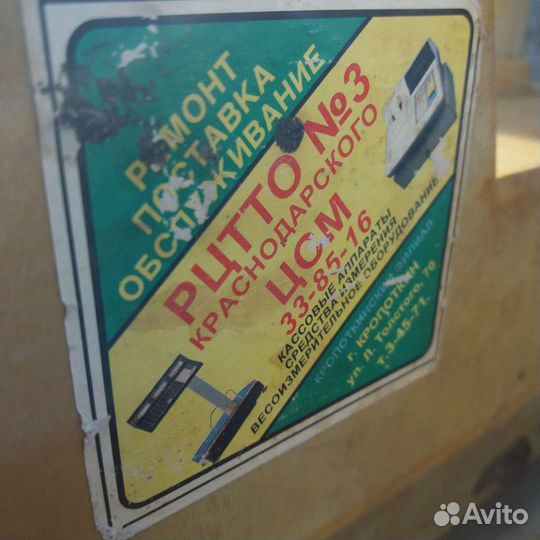 РЕМОНТ
ПОСТАВКА
ОБСЛУЖИВАНИЕ
РЦТТО №3
КРАСНОДАРСКОГО
ЦСМ
33-85-16
КАССОВЫЕ АППАРАТЫ
СРЕДСТВА ИЗМЕРЕНИЯ
ВЕСОИЗМЕРИТЕЛЬНОЕ ОБОРУДОВАНИЕ
КРОПОТКИНСКИЙ ФИЛИАЛ
г. КРОПОТКИН
ул. Л. Толстого, 70
т. 3-45-71.
Avito